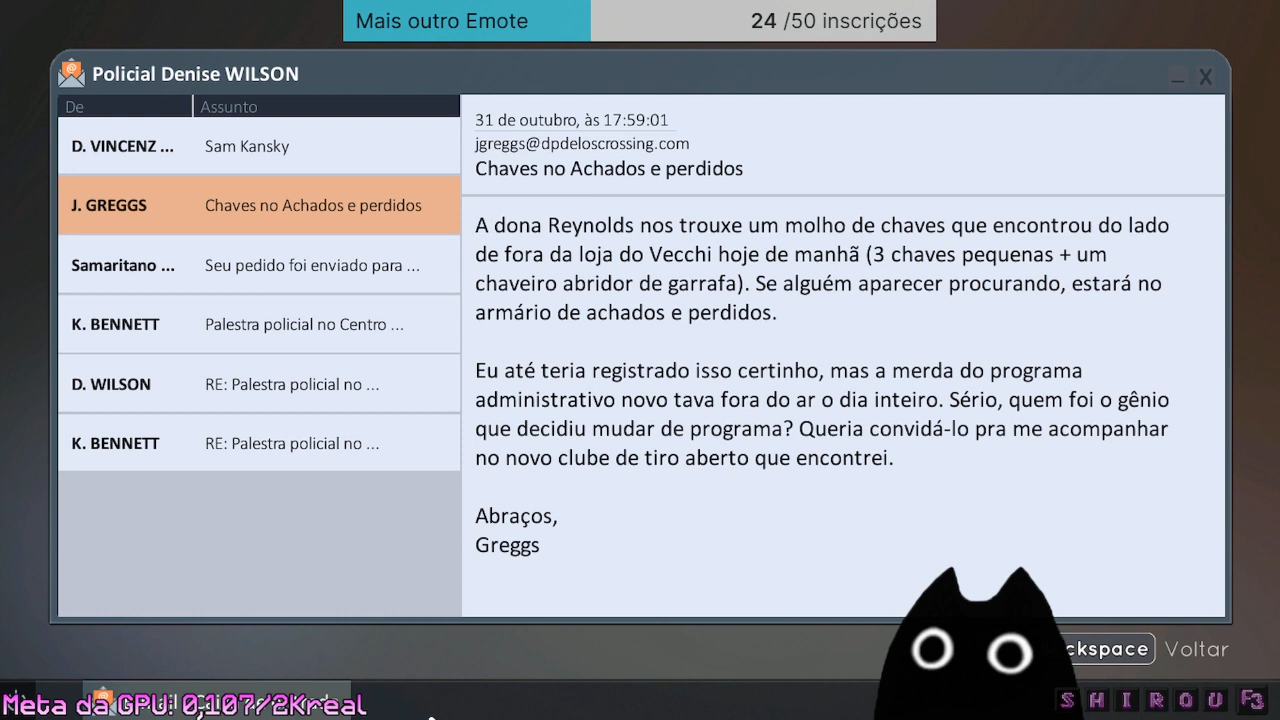 Mais outro Emote
24 /50 inscrições
Policial Denise WILSON
De
Assunto
D. VINCENZ ...
Sam Kansky
J. GREGGS
Chaves no Achados e perdidos
Samaritano ...
Seu pedido foi enviado para ...
K. BENNETT
Palestra policial no Centro ...
D. WILSON
RE: Palestra policial no ...
K. BENNETT
RE: Palestra policial no ...
31 de outubro, às 17:59:01
jgreggs@dpdeloscrossing.com
Chaves no Achados e perdidos
A dona Reynolds nos trouxe um molho de chaves que encontrou do lado
de fora da loja do Vecchi hoje de manhã (3 chaves pequenas + um
chaveiro abridor de garrafa). Se alguém aparecer procurando, estará no
armário de achados e perdidos.
Eu até teria registrado isso certinho, mas a merda do programa
administrativo novo tava fora do ar o dia inteiro. Sério, quem foi o gênio
que decidiu mudar de programa? Queria convidá-lo pra me acompanhar
no novo clube de tiro aberto que encontrei.
Abraços,
Greggs
ckspace
Voltar
Meta da GPU: 0,107/2Kreal
SHIROU F3